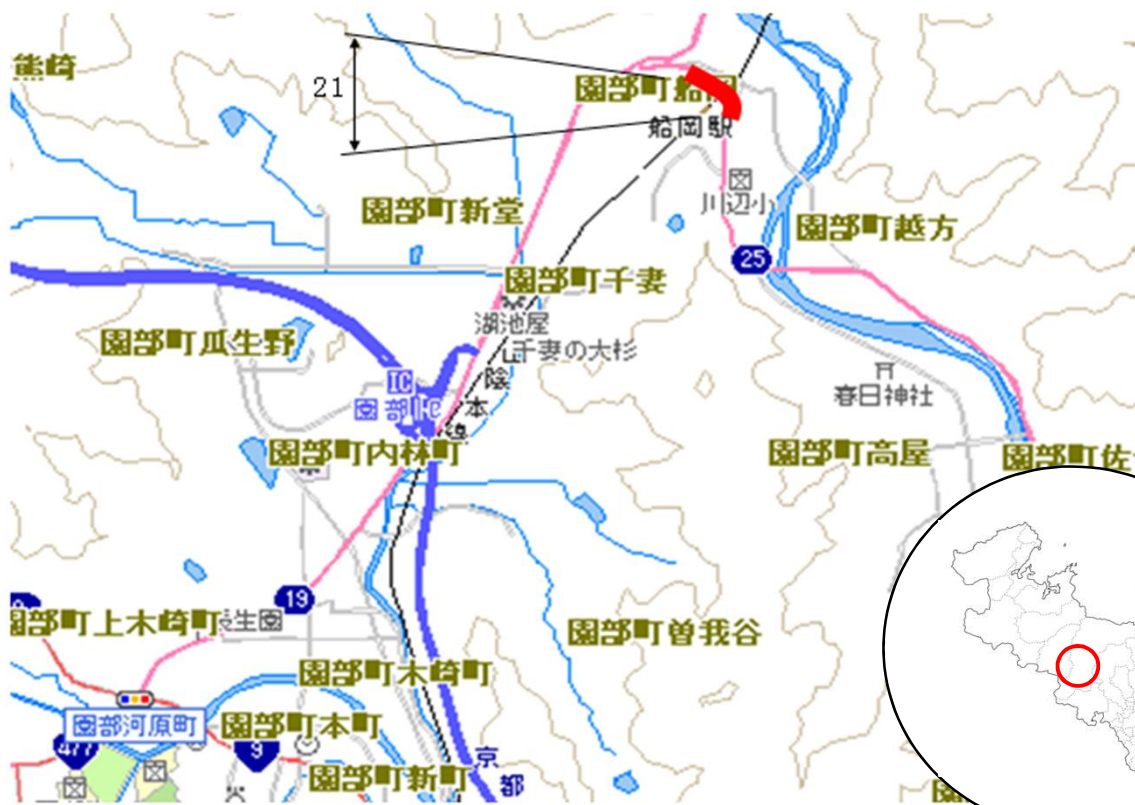 熊崎
21
園部町船岡
船岡駅
川辺小
園部町新堂
園部町越方
25
園部町千妻
湖池屋
千妻の大杉
園部町瓜生野
IC
園部IC
陰
本
線
春日神社
園部町内林町
園部町高屋
園部町佐
19
園部町上木崎町
生園
園部町曽我谷
園部町木崎町
園部河原町
園部町本町
477
9
園部町新町
京
都
園